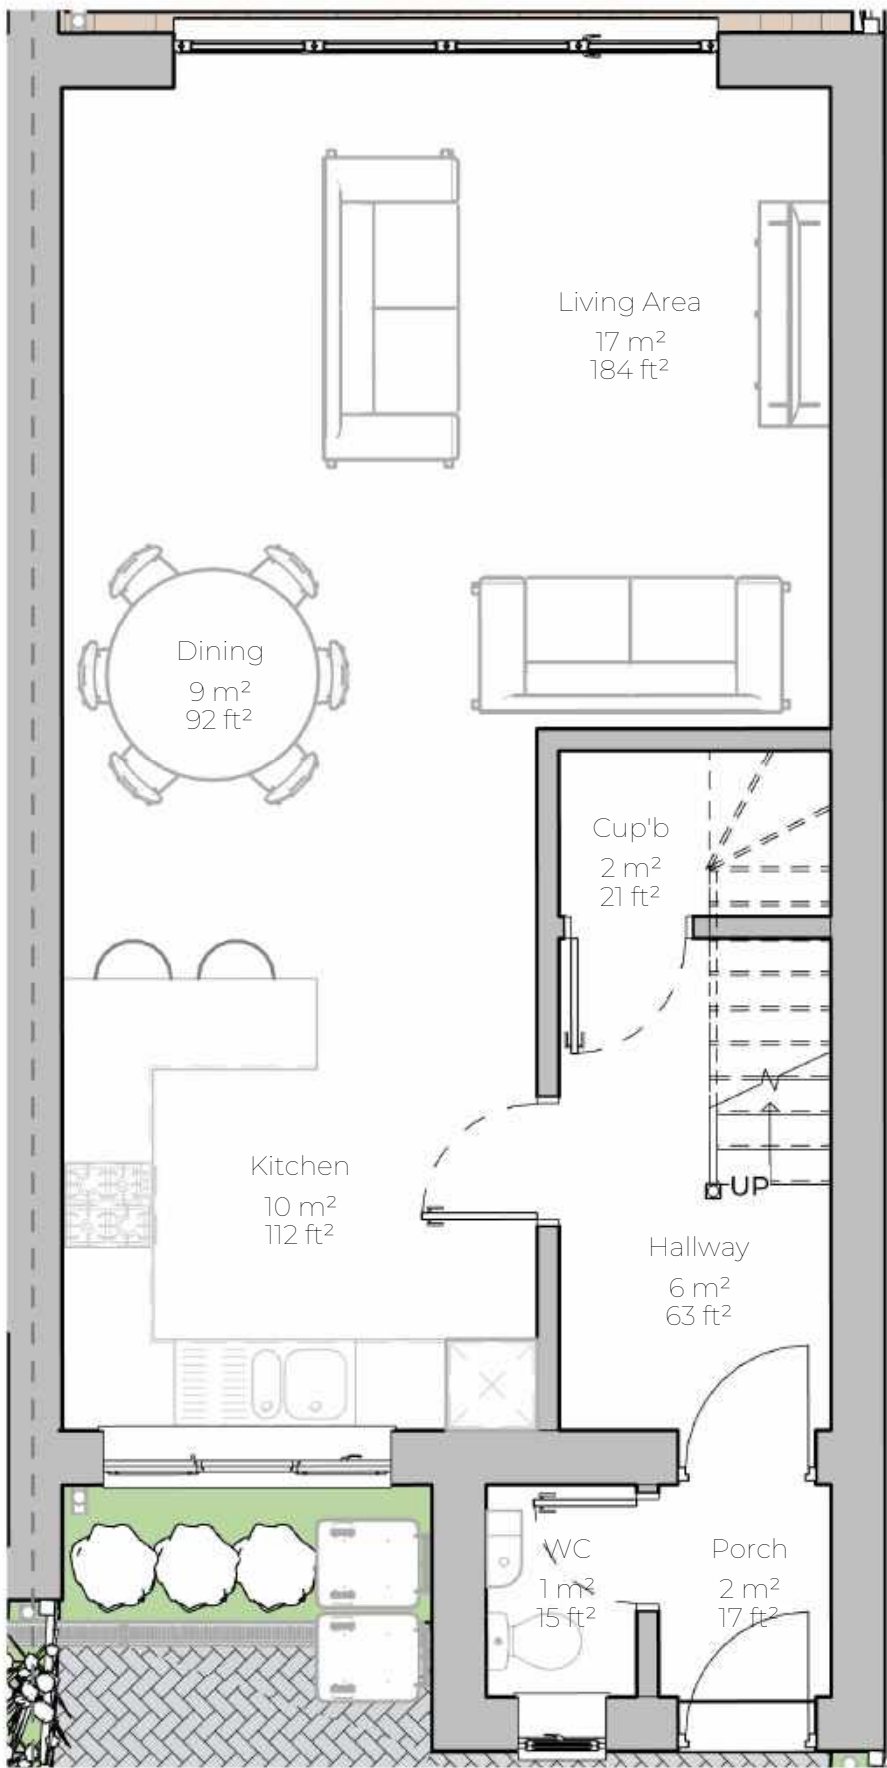 Living Area
17 m²
184 ft²
Dining
9 m²
92 ft²
Cup'b
2 m²
21 ft²
Kitchen
10 m²
112 ft²
UP
Hallway
6 m²
63 ft²
WC
1 m²
15 ft²
Porch
2 m²
17 ft²